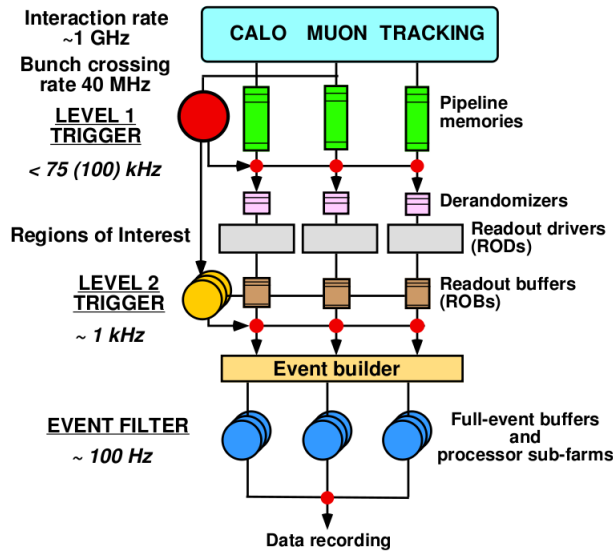 Interaction rate
~1 GHz
CALO MUON TRACKING
Bunch crossing
rate 40 MHz
LEVEL 1
TRIGGER
Pipeline
memories
< 75 (100) kHz
Derandomizers
Regions of Interest
Readout drivers
(RODs)
LEVEL 2
TRIGGER
Readout buffers
(ROBs)
~ 1 kHz
Event builder
EVENT FILTER
~ 100 Hz
Full-event buffers
and
processor sub-farms
Data recording